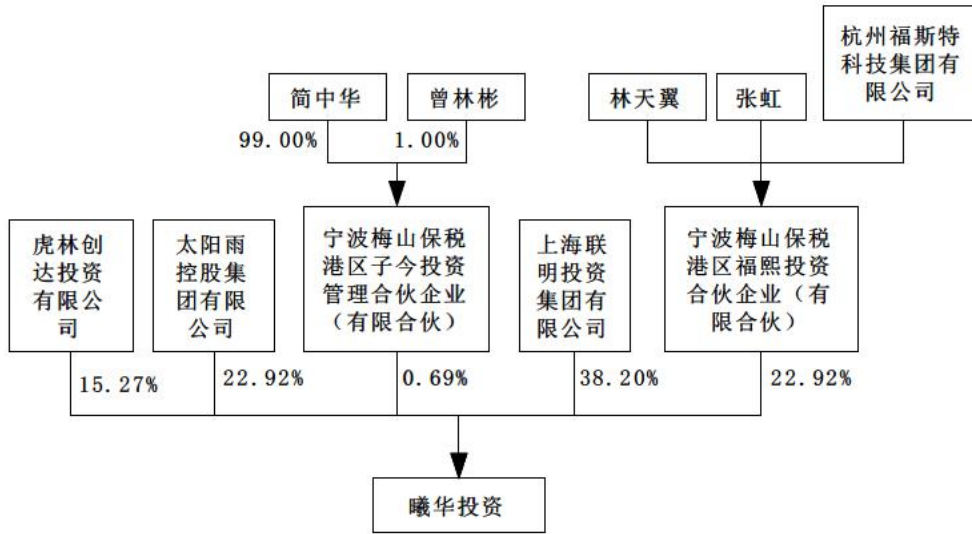 杭州福斯特
科技集团有
限公司
简中华
曾林彬
林天翼
张虹
99.00%
1.00%
虎林创
达投资
有限公
司
太阳雨
控股集
团有限
公司
宁波梅山保税
港区子今投资
管理合伙企业
（有限合伙）
上海联
明投资
集团有
限公司
宁波梅山保税
港区福熙投资
合伙企业（有
限合伙）
15.27%
22.92%
0.69%
38.20%
22.92%
曦华投资